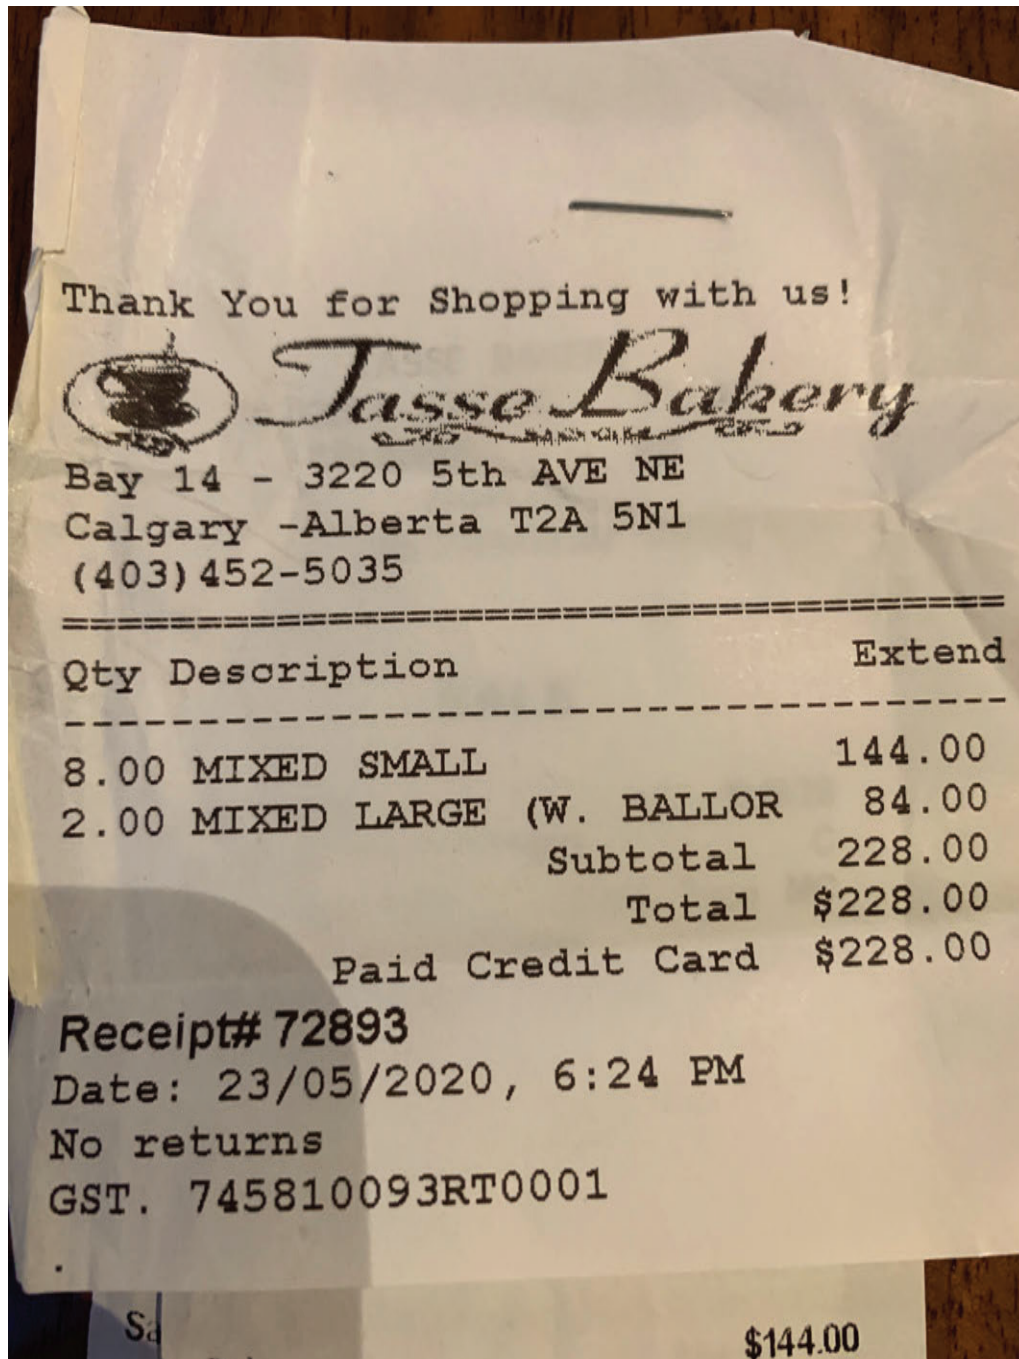 Thank You for Shopping with us!
Tasse Bakery
Bay 14 - 3220 5th AVE NE
Calgary -Alberta T2A 5N1
(403)452-5035
=====================================
Qty Description Extend
-------------------------------------
8.00 MIXED SMALL 144.00
2.00 MIXED LARGE (W. BALLOR 84.00
Subtotal 228.00
Total $228.00
Paid Credit Card $228.00
Receipt# 72893
Date: 23/05/2020, 6:24 PM
No returns
GST. 745810093RT0001
.
$144.00